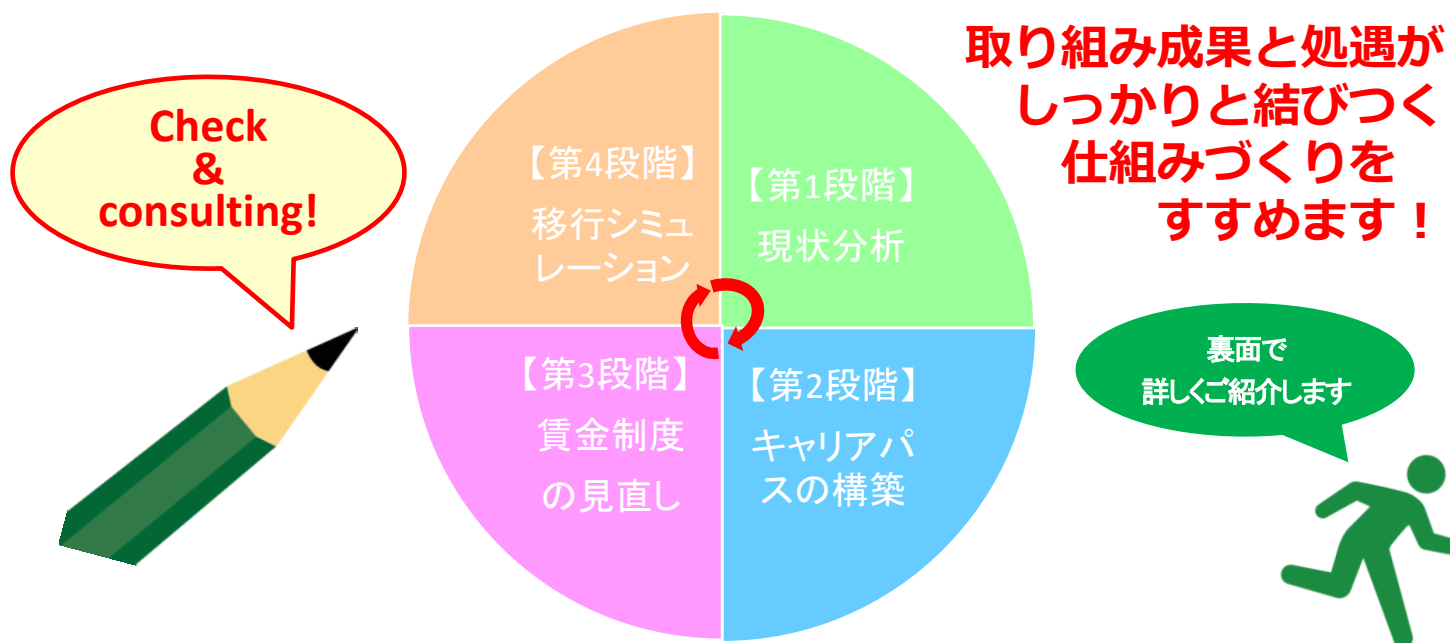 Check
&
consulting!
【第4段階】
移行シミュ
レーション
【第1段階】
現状分析
【第3段階】
賃金制度
の見直し
【第2段階】
キャリアパ
スの構築
取り組み成果と処遇が
しっかりと結びつく
仕組みづくりを
すすめます！
裏面で
詳しくご紹介します